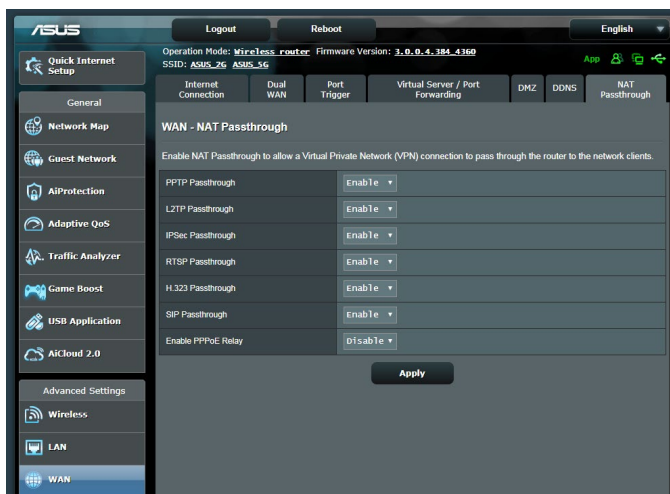 ASUS
Logout
Reboot
English
Operation Mode: Wireless router Firmware Version: 3.0.0.4.384_4360
SSID: ASUS_2G ASUS_5G
App
Quick Internet
Setup
General
Network Map
Guest Network
AiProtection
Adaptive QoS
Traffic Analyzer
Game Boost
USB Application
AiCloud 2.0
Advanced Settings
Wireless
LAN
WAN
Internet
Connection
Dual
WAN
Port
Trigger
Virtual Server / Port
Forwarding
DMZ
DDNS
NAT
Passthrough
WAN - NAT Passthrough
Enable NAT Passthrough to allow a Virtual Private Network (VPN) connection to pass through the router to the network clients.
PPTP Passthrough Enable
L2TP Passthrough Enable
IPSec Passthrough Enable
RTSP Passthrough Enable
H.323 Passthrough Enable
SIP Passthrough Enable
Enable PPPoE Relay Disable
Apply